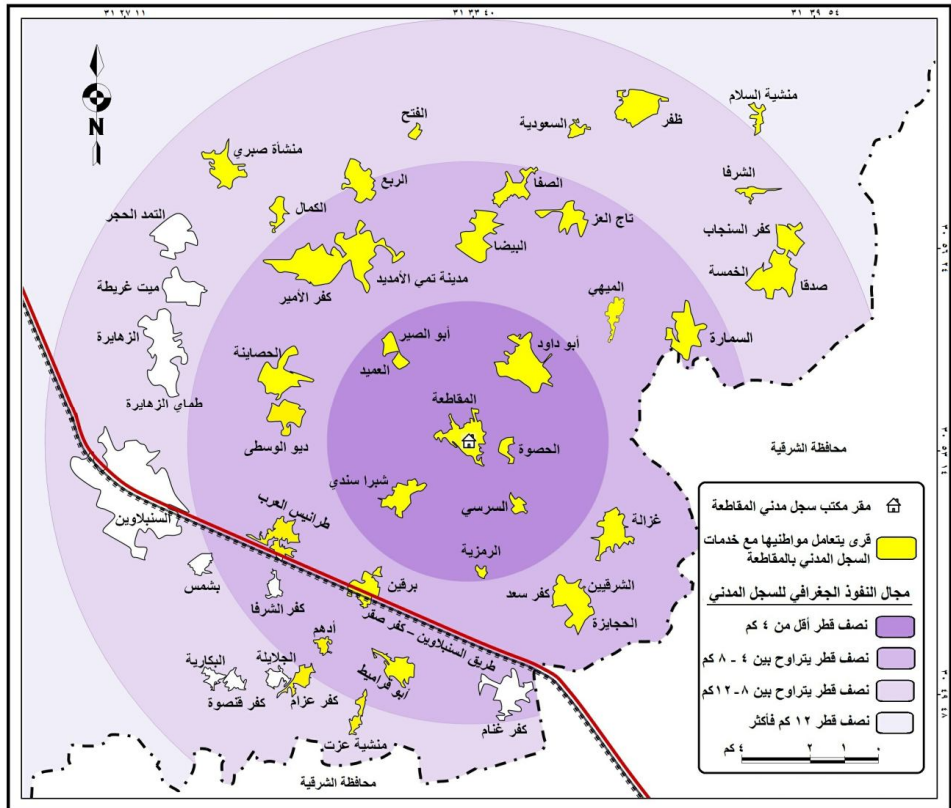 ٣١ ٢٧ ١١
٣١ ٣٣ ٤٠
٣١ ٣٩ ٥٤
N
منشية السلام
ظفر
السعودية
الفتح
منشأة صبري
الربع
الصفا
الشرفا
الكمال
تاج العز
التمد الحجر
البيضا
كفر السنجاب
مدينة تمي الأمديد
كفر الأمير
الخمسة
صدقا
ميت غريطة
الميهي
الزهايرة
أبو الصير
أبو داود
السمارة
العميد
الحصاينة
طماي الزهايرة
المقاطعة
ديو الوسطى
الحصوة
محافظة الشرقية
شبرا سندي
السرسي
السنبلاوين
طرانيس العرب
غزالة
الرمزية
بشمس
كفر الشرفا
برقين
كفر سعد
الشرقيين
الحجايزة
طريق السنبلاوين – كفر صقر
أدهم
البكارية
الجلايلة
أبو قراميط
كفر قنصوة
كفر عزام
كفر غنام
منشية عزت
محافظة الشرقية
مقر مكتب سجل مدني المقاطعة
قرى يتعامل مواطنيها مع خدمات
السجل المدني بالمقاطعة
مجال النفوذ الجغرافي للسجل المدني
نصف قطر أقل من ٤ كم
نصف قطر يتراوح بين ٤ - ٨ كم
نصف قطر يتراوح بين ٨-١٢كم
نصف قطر ١٢ كم فأكثر
٤ كم ٢ ١ ٠